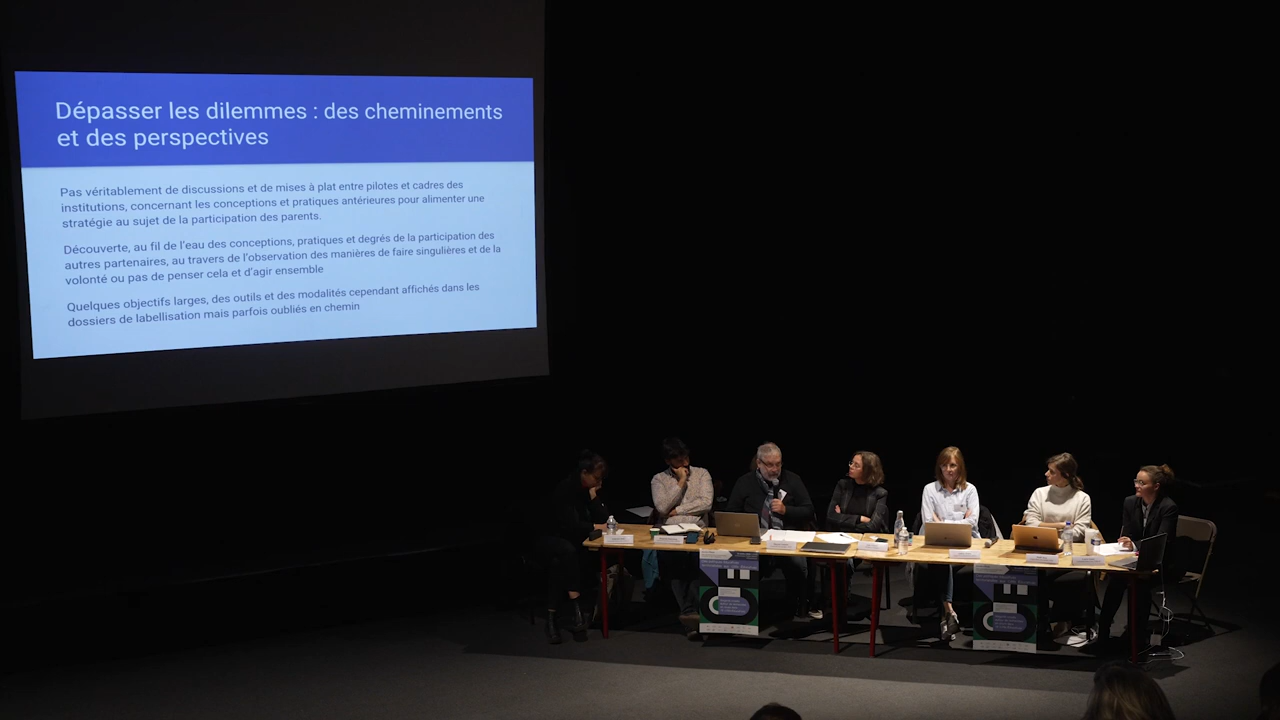 Dépasser les dilemmes : des cheminements
et des perspectives
Pas véritablement de discussions et de mises à plat entre pilotes et cadres des
institutions, concernant les conceptions et pratiques antérieures pour alimenter une
stratégie au sujet de la participation des parents.
Découverte, au fil de l'eau des conceptions, pratiques et degrés de la participation des
autres partenaires, au travers de l'observation des manières de faire singulières et de la
volonté ou pas de penser cela et d'agir ensemble
Quelques objectifs larges, des outils et des modalités cependant affichés dans les
dossiers de labellisation mais parfois oubliés en chemin